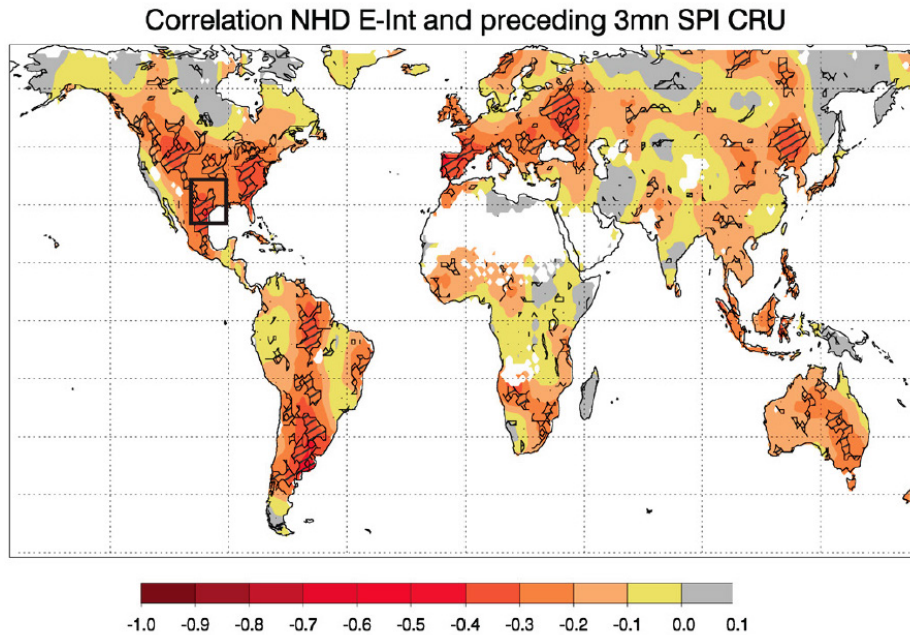 Correlation NHD E-Int and preceding 3mn SPI CRU
-1.0 -0.9 -0.8 -0.7 -0.6 -0.5 -0.4 -0.3 -0.2 -0.1 0.0 0.1